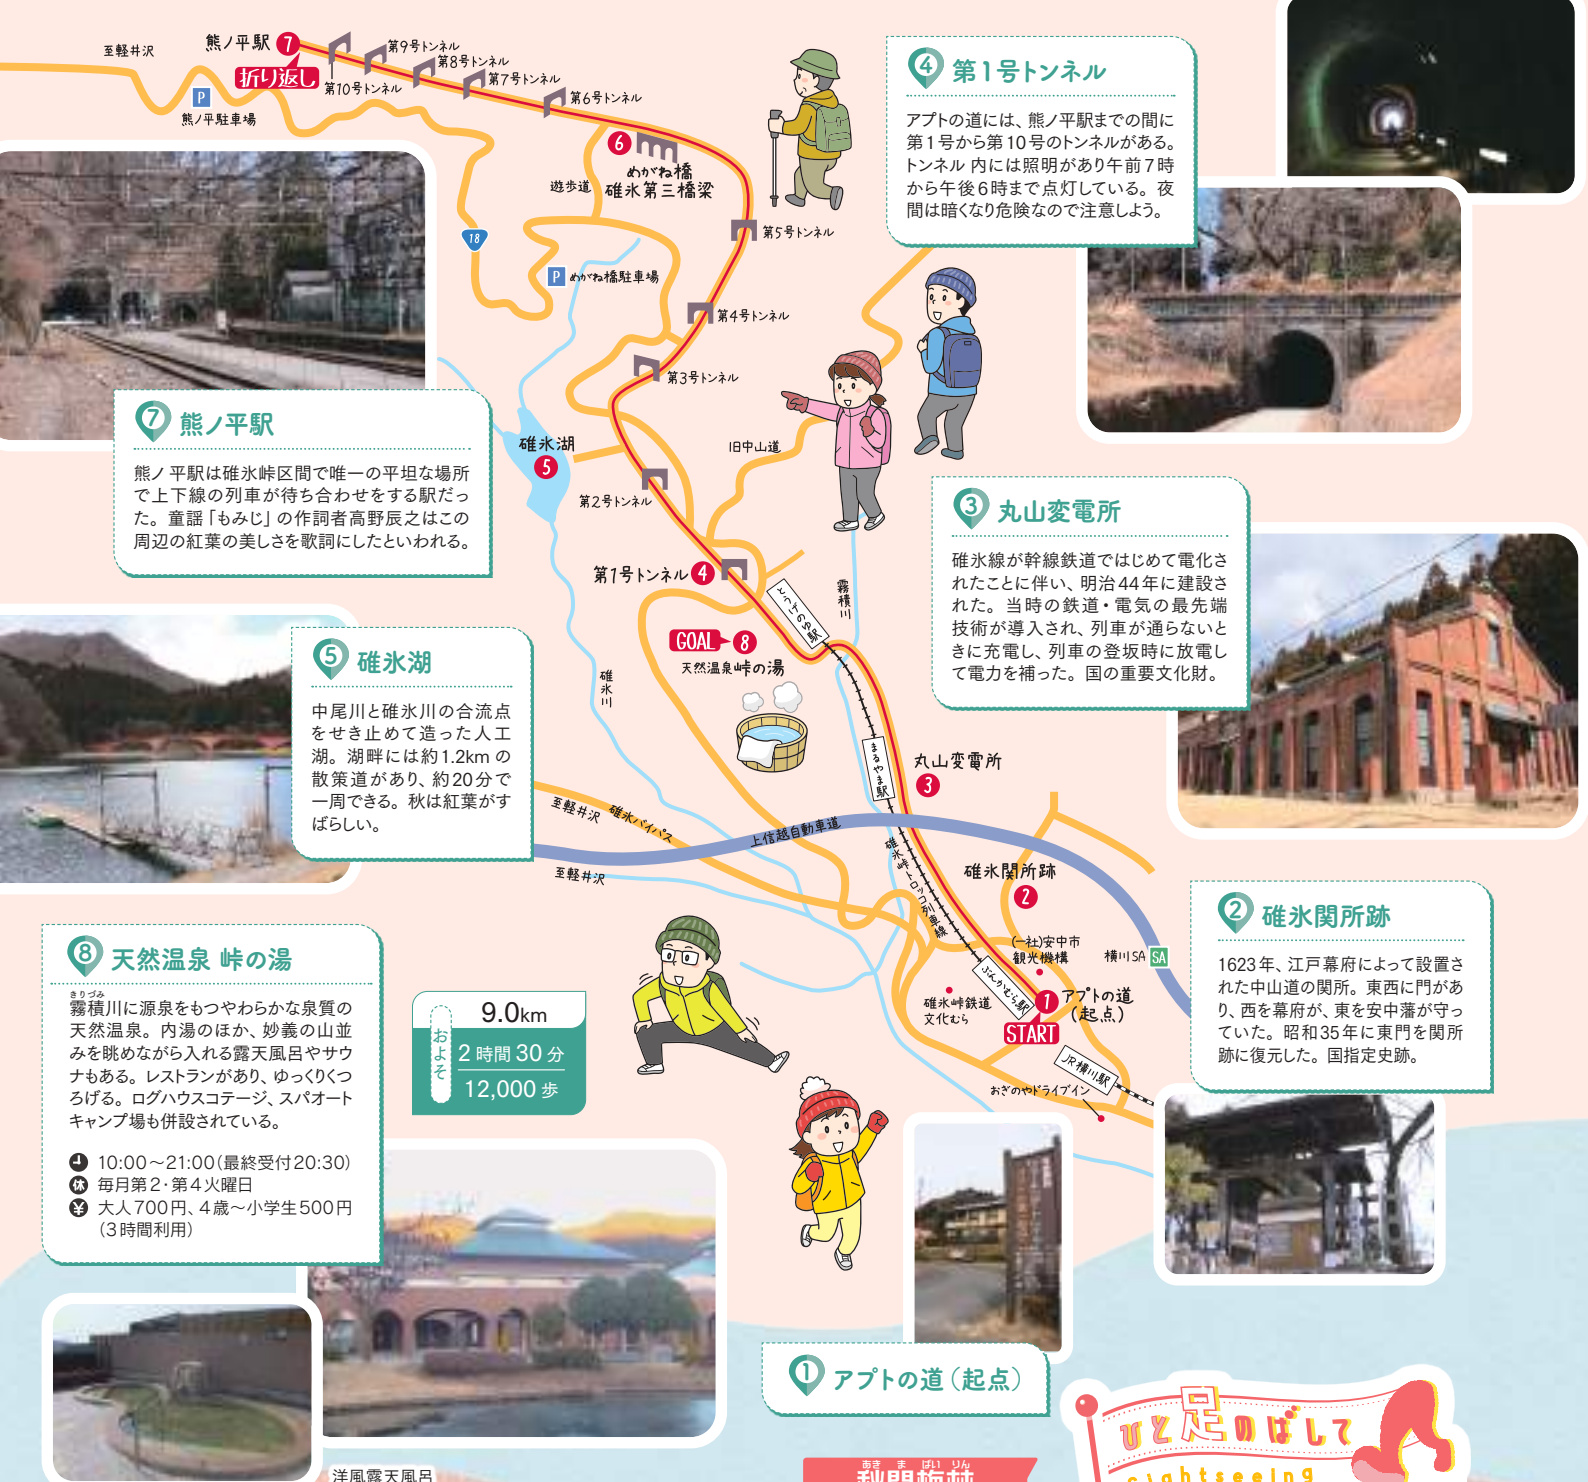 至軽井沢
熊ノ平駅 7
折り返し
第10号トンネル
第9号トンネル
第8号トンネル
第7号トンネル
第6号トンネル
P
熊ノ平駐車場
6
めがね橋
碓氷第三橋梁
遊歩道
18
P めがね橋駐車場
第5号トンネル
第4号トンネル
第3号トンネル
碓氷湖
5
第2号トンネル
旧中山道
第1号トンネル 4
とうげのゆ駅
霧積川
GOAL 8
天然温泉峠の湯
碓氷川
まるやま駅
丸山変電所
3
至軽井沢
碓氷バイパス
上信越自動車道
至軽井沢
碓氷峠トロッコ列車線
碓氷関所跡
2
(一社)安中市
観光機構
横川SA SA
碓氷峠鉄道
文化むら
ぶんかむら駅
1 アプトの道
(起点)
START
JR横川駅
おぎのやドライブイン
4 第1号トンネル
アプトの道には、熊ノ平駅までの間に
第1号から第10号のトンネルがある。
トンネル内には照明があり午前7時
から午後6時まで点灯している。夜
間は暗くなり危険なので注意しよう。
7 熊ノ平駅
熊ノ平駅は碓氷峠区間で唯一の平坦な場所
で上下線の列車が待ち合わせをする駅だっ
た。童謡「もみじ」の作詞者高野辰之はこの
周辺の紅葉の美しさを歌詞にしたといわれる。
3 丸山変電所
碓氷線が幹線鉄道ではじめて電化さ
れたことに伴い、明治44年に建設さ
れた。当時の鉄道・電気の最先端
技術が導入され、列車が通らないと
きに充電し、列車の登坂時に放電し
て電力を補った。国の重要文化財。
5 碓氷湖
中尾川と碓氷川の合流点
をせき止めて造った人工
湖。湖畔には約1.2kmの
散策道があり、約20分で
一周できる。秋は紅葉がす
ばらしい。
2 碓氷関所跡
1623年、江戸幕府によって設置さ
れた中山道の関所。東西に門があ
り、西を幕府が、東を安中藩が守っ
ていた。昭和35年に東門を関所
跡に復元した。国指定史跡。
8 天然温泉 峠の湯
きりづみ
霧積川に源泉をもつやわらかな泉質の
天然温泉。内湯のほか、妙義の山並
みを眺めながら入れる露天風呂やサウ
ナもある。レストランがあり、ゆっくりくつ
ろげる。ログハウスコテージ、スパオート
キャンプ場も併設されている。
10:00～21:00(最終受付20:30)
休 毎月第2・第4火曜日
¥ 大人700円、4歳～小学生500円
(3時間利用)
およそ
9.0km
2時間30分
12,000歩
1 アプトの道(起点)
洋風露天風呂
あきまばいりん
秋間梅林
ひと足のばして
Sightseeing